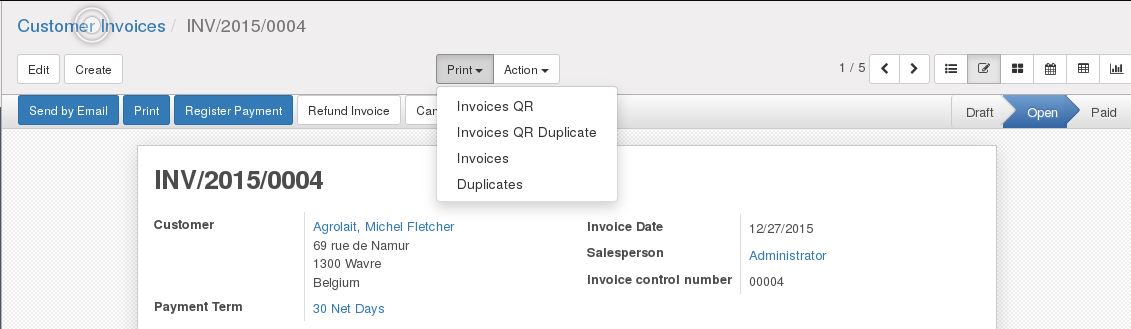 Customer Invoices / INV/2015/0004
Edit Create Print Action 1 / 5
Send by Email Print Register Payment Refund Invoice Can Draft Open Paid
Invoices QR
Invoices QR Duplicate
Invoices
Duplicates
INV/2015/0004
Customer Agrolait, Michel Fletcher
69 rue de Namur
1300 Wavre
Belgium
Payment Term 30 Net Days
Invoice Date 12/27/2015
Salesperson Administrator
Invoice control number 00004